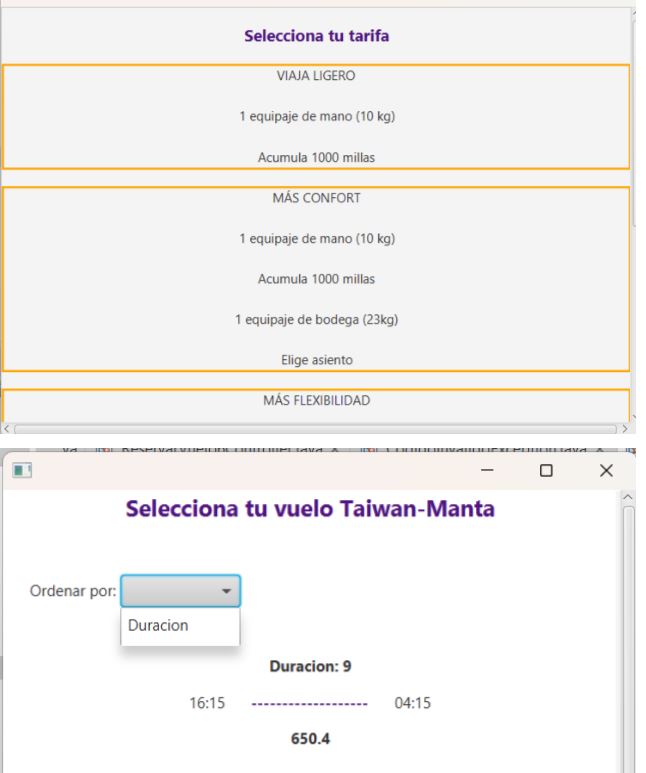 Selecciona tu tarifa
VIAJA LIGERO
1 equipaje de mano (10 kg)
Acumula 1000 millas
MÁS CONFORT
1 equipaje de mano (10 kg)
Acumula 1000 millas
1 equipaje de bodega (23kg)
Elige asiento
MÁS FLEXIBILIDAD
Selecciona tu vuelo Taiwan-Manta
Ordenar por:
Duracion
Duracion: 9
16:15 ------------------- 04:15
650.4